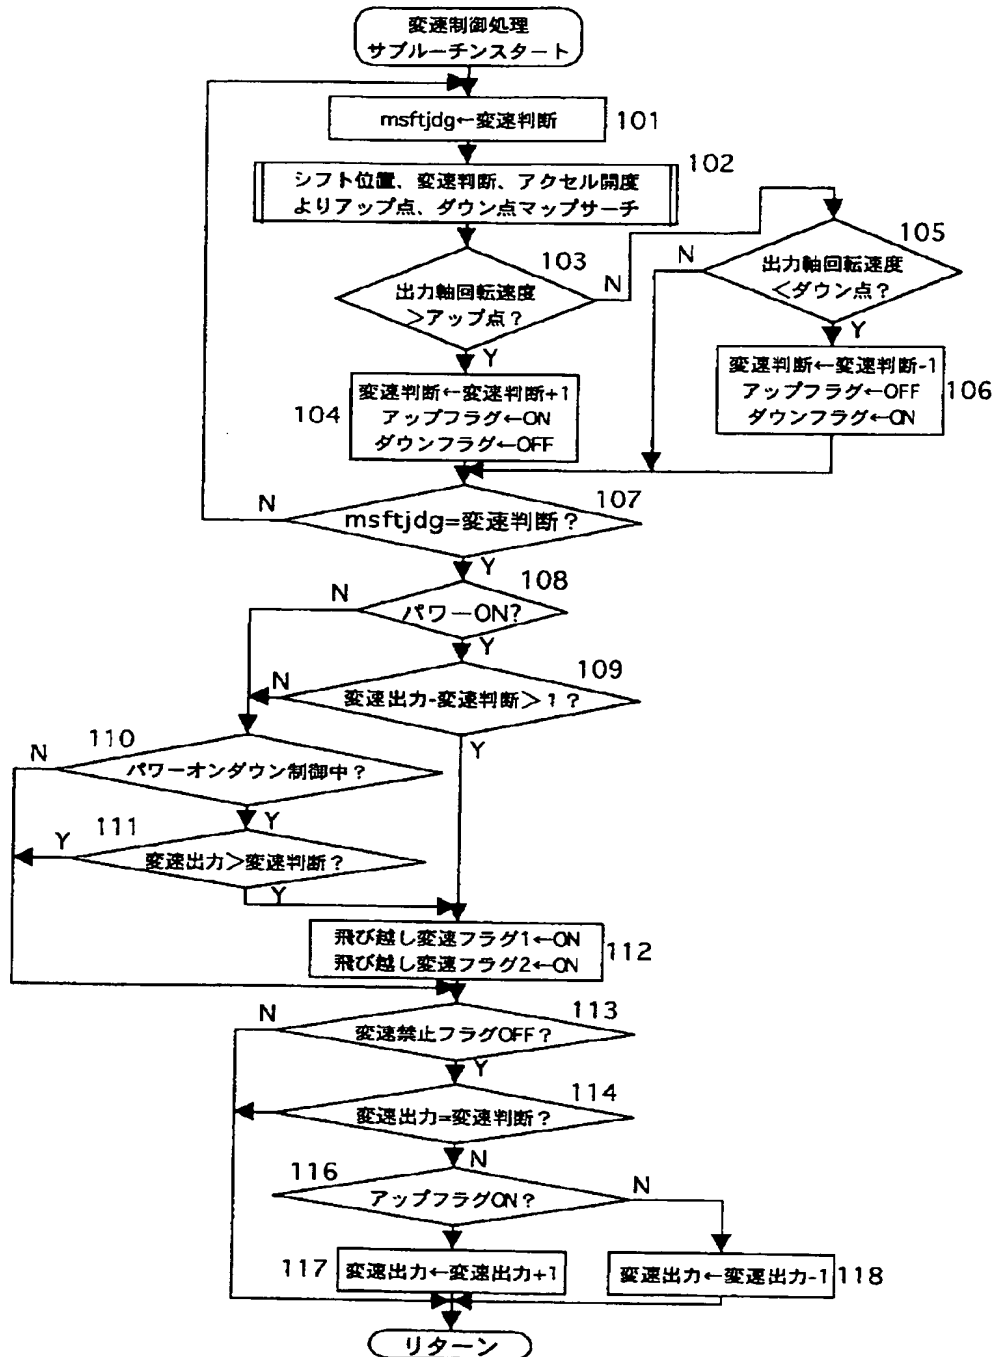 変速制御処理
サブルーチンスタート
msftjdg←変速判断
101
102
シフト位置、変速判断、アクセル開度
よりアップ点、ダウン点マップサーチ
103
N
出力軸回転速度
>アップ点?
Y
105
N
出力軸回転速度
<ダウン点?
Y
104
変速判断←変速判断+1
アップフラグ←ON
ダウンフラグ←OFF
変速判断←変速判断-1
アップフラグ←OFF
ダウンフラグ←ON
106
107
N
msftjdg=変速判断?
Y
108
N
パワーON?
Y
109
N
変速出力-変速判断>1?
Y
110
N
パワーオンダウン制御中?
Y
111
Y
変速出力>変速判断?
Y
飛び越し変速フラグ1←ON
飛び越し変速フラグ2←ON
112
113
N
変速禁止フラグOFF?
Y
114
変速出力=変速判断?
N
116
アップフラグON?
N
117
変速出力←変速出力+1
変速出力←変速出力-1
118
リターン